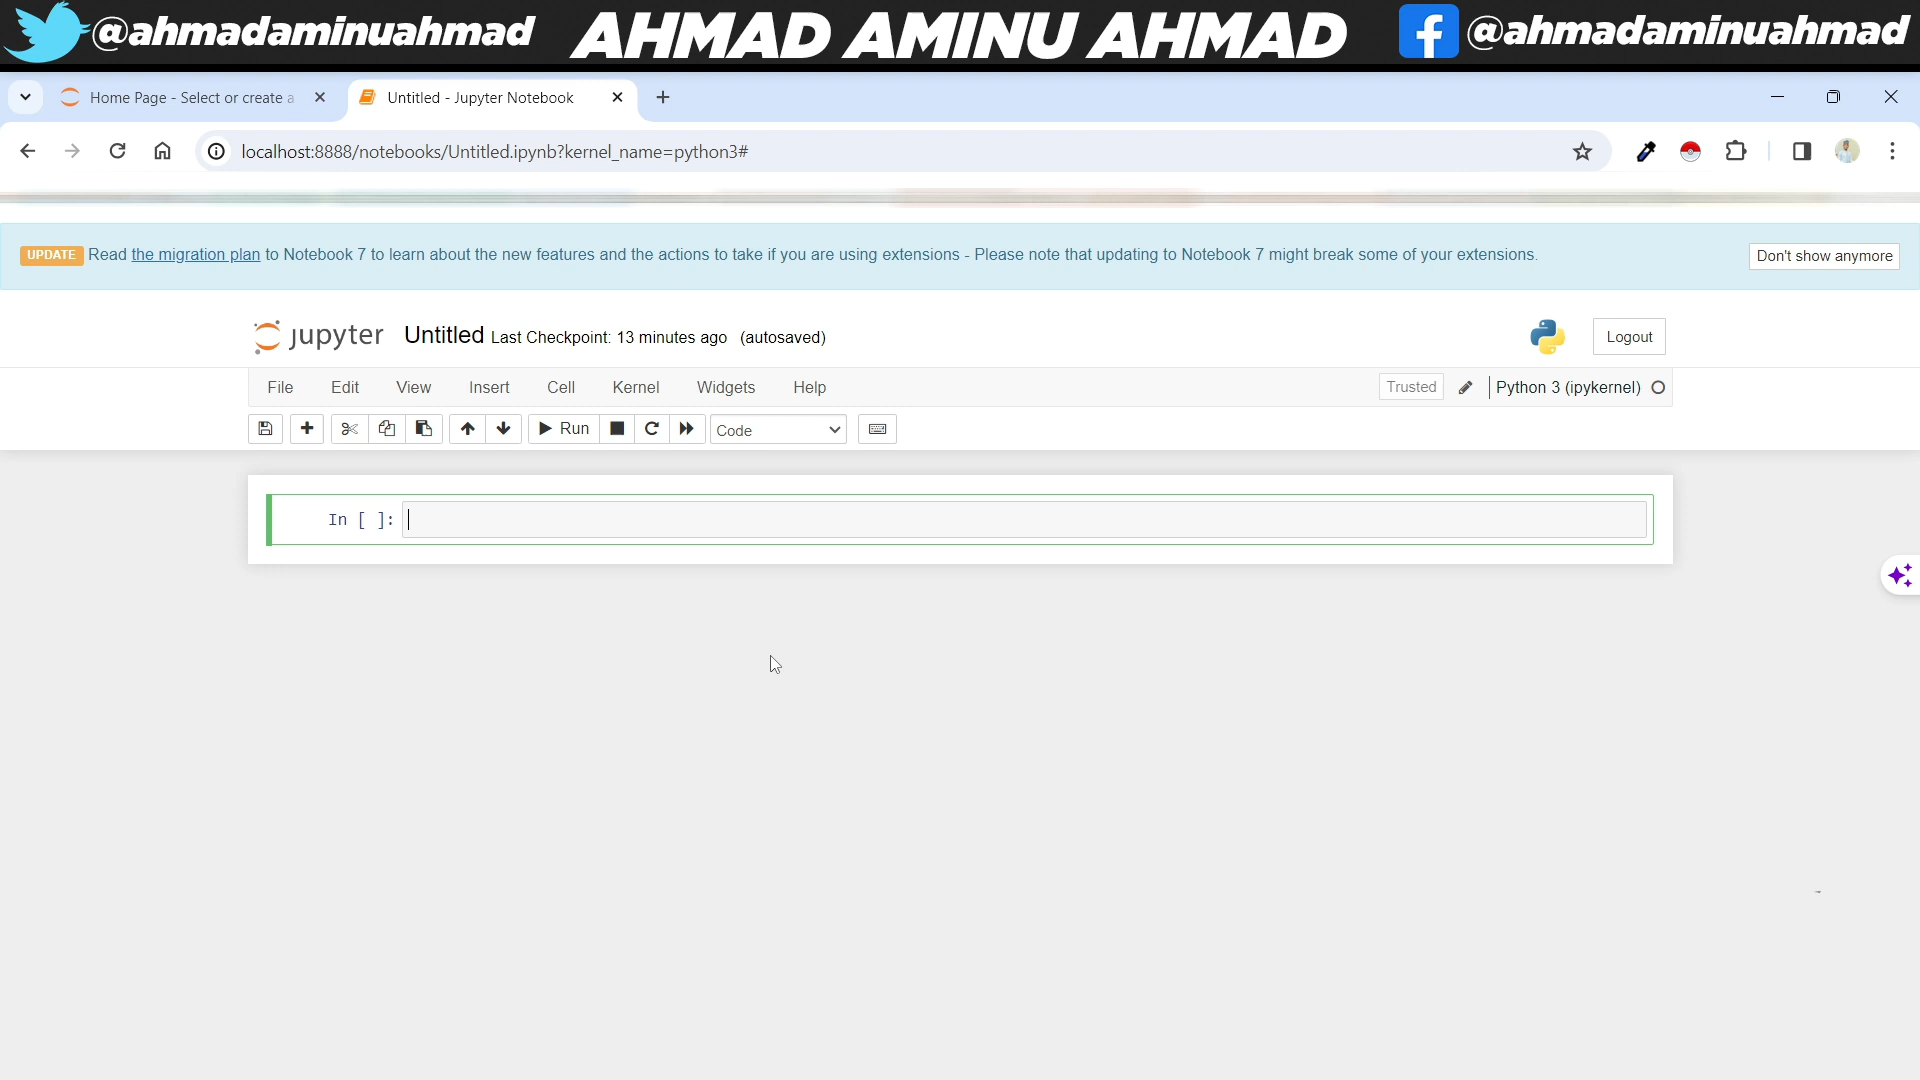 @ahmadaminuahmad AHMAD AMINU AHMAD @ahmadaminuahmad
Home Page - Select or create a
Untitled - Jupyter Notebook
localhost:8888/notebooks/Untitled.ipynb?kernel_name=python3#
UPDATE Read the migration plan to Notebook 7 to learn about the new features and the actions to take if you are using extensions - Please note that updating to Notebook 7 might break some of your extensions.
Don't show anymore
jupyter Untitled Last Checkpoint: 13 minutes ago (autosaved)
Logout
File Edit View Insert Cell Kernel Widgets Help
Trusted Python 3 (ipykernel)
Run Code
In [ ]: